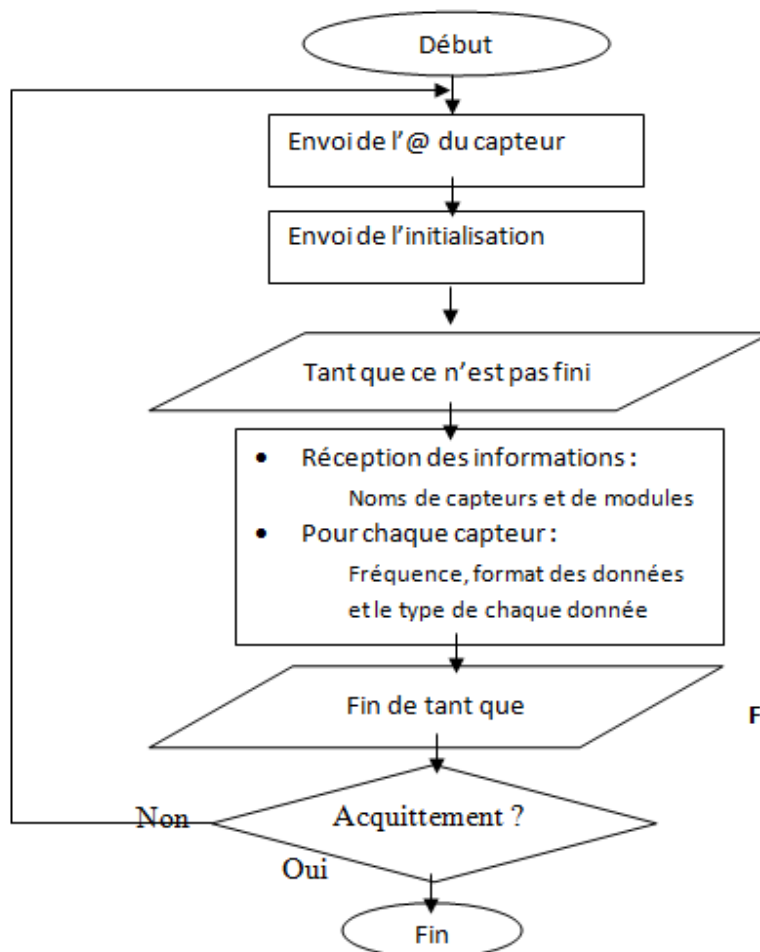 Début
Envoi de l'@ du capteur
Envoi de l'initialisation
Tant que ce n'est pas fini
• Réception des informations :
Noms de capteurs et de modules
• Pour chaque capteur :
Fréquence, format des données
et le type de chaque donnée
Fin de tant que
F
Acquittement ?
Non
Oui
Fin